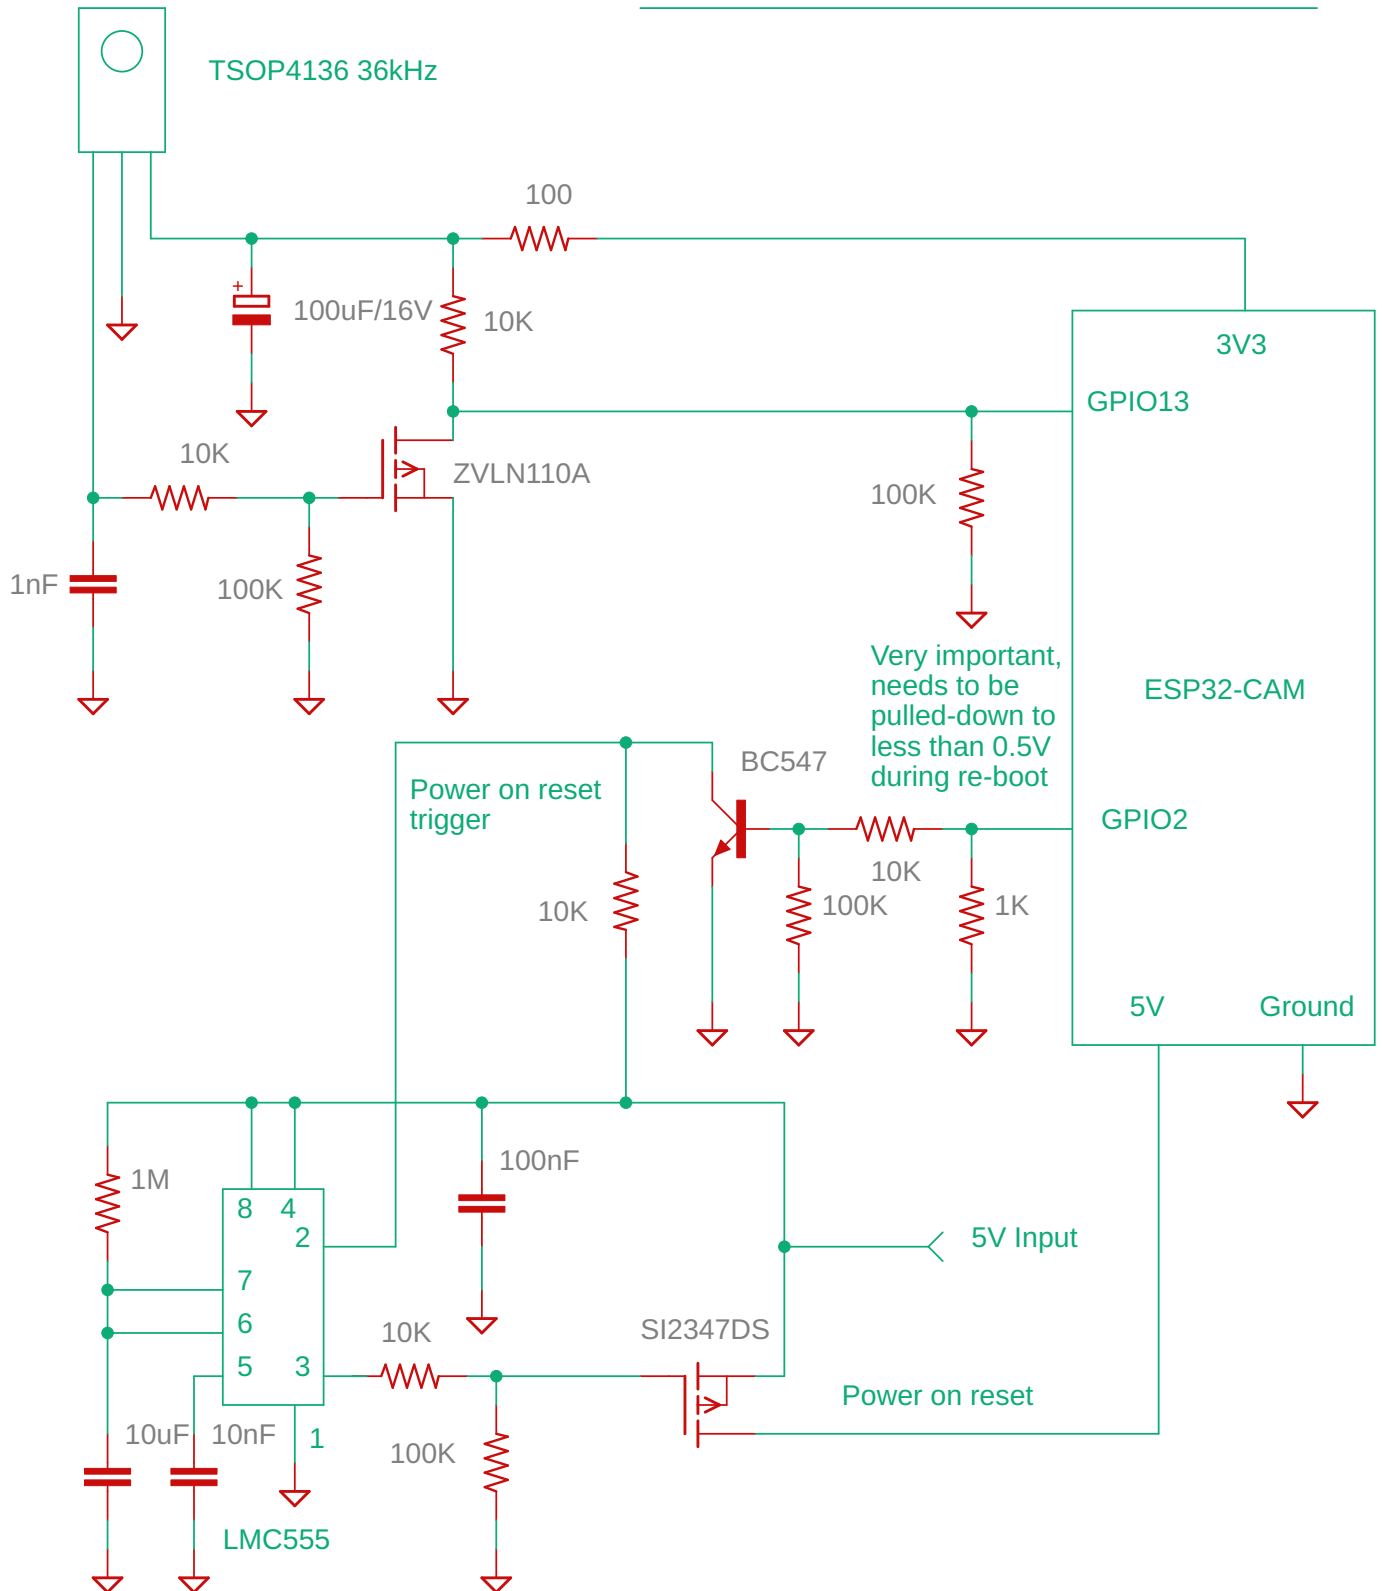 TSOP4136 36kHz
100
+
100uF/16V
10K
3V3
GPIO13
10K
ZVLN110A
100K
1nF
100K
Very important,
needs to be
pulled-down to
less than 0.5V
during re-boot
ESP32-CAM
BC547
Power on reset
trigger
GPIO2
10K
10K
100K
1K
5V
Ground
1M
100nF
8
4
2
5V Input
7
6
10K
SI2347DS
5
3
Power on reset
10uF
10nF
1
100K
LMC555